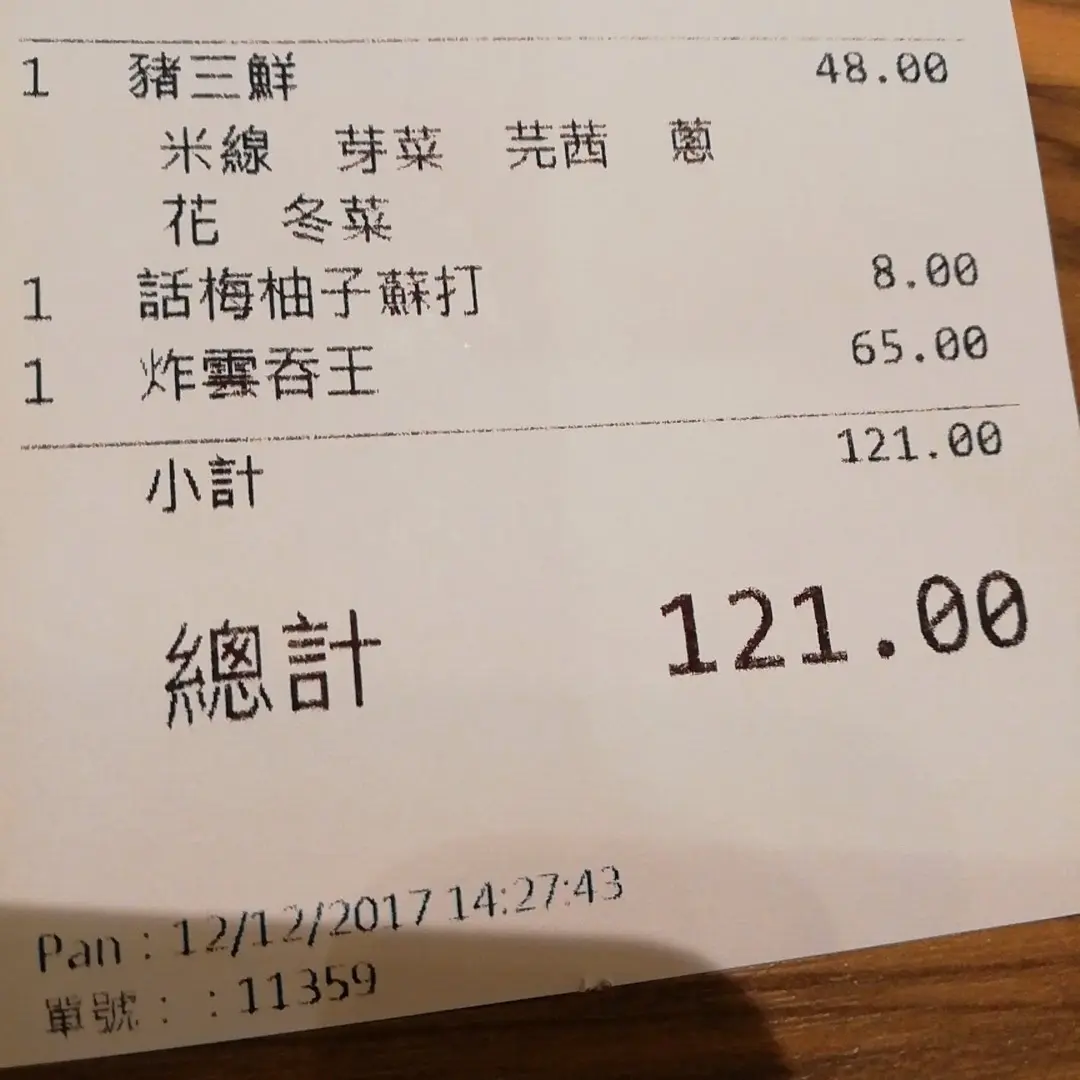 1 豬三鮮 48.00
米線 芽菜 芫茜 蔥
花 冬菜
1 話梅柚子蘇打 8.00
1 炸雲吞王 65.00
小計 121.00
總計 121.00
Pan : 12/12/2017 14:27:43
單號: :11359